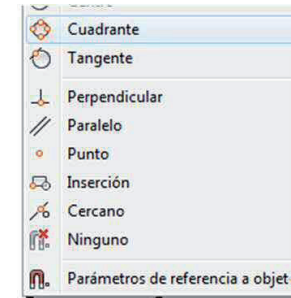 Cuadrante
Tangente
Perpendicular
Paralelo
Punto
Inserción
Cercano
Ninguno
Parámetros de referencia a objet